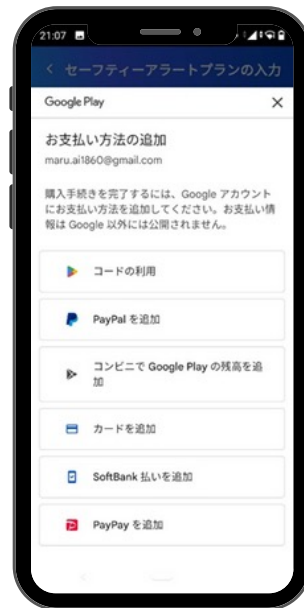 21:07
< セーフティーアラートプランの入力
Google Play
お支払い方法の追加
maru.ai1860@gmail.com
購入手続きを完了するには、Google アカウント
にお支払い方法を追加してください。お支払い情
報は Google 以外には公開されません。
コードの利用
PayPal を追加
コンビニで Google Play の残高を追
加
カードを追加
SoftBank 払いを追加
PayPay を追加